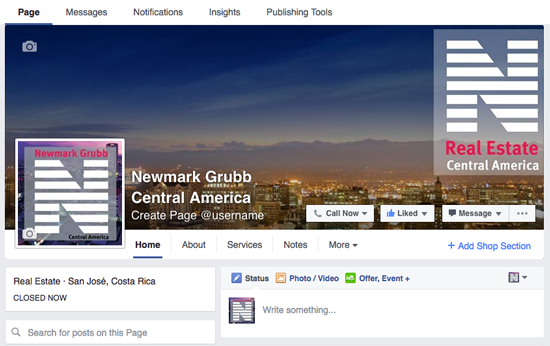 Page Messages Notifications Insights Publishing Tools
Real Estate
Central America
Newmark Grubb
Central America
Newmark Grubb
Central America
Create Page @username
Call Now Liked Message
Home About Services Notes More + Add Shop Section
Real Estate · San José, Costa Rica
CLOSED NOW
Search for posts on this Page
Status Photo / Video Offer, Event +
Write something...